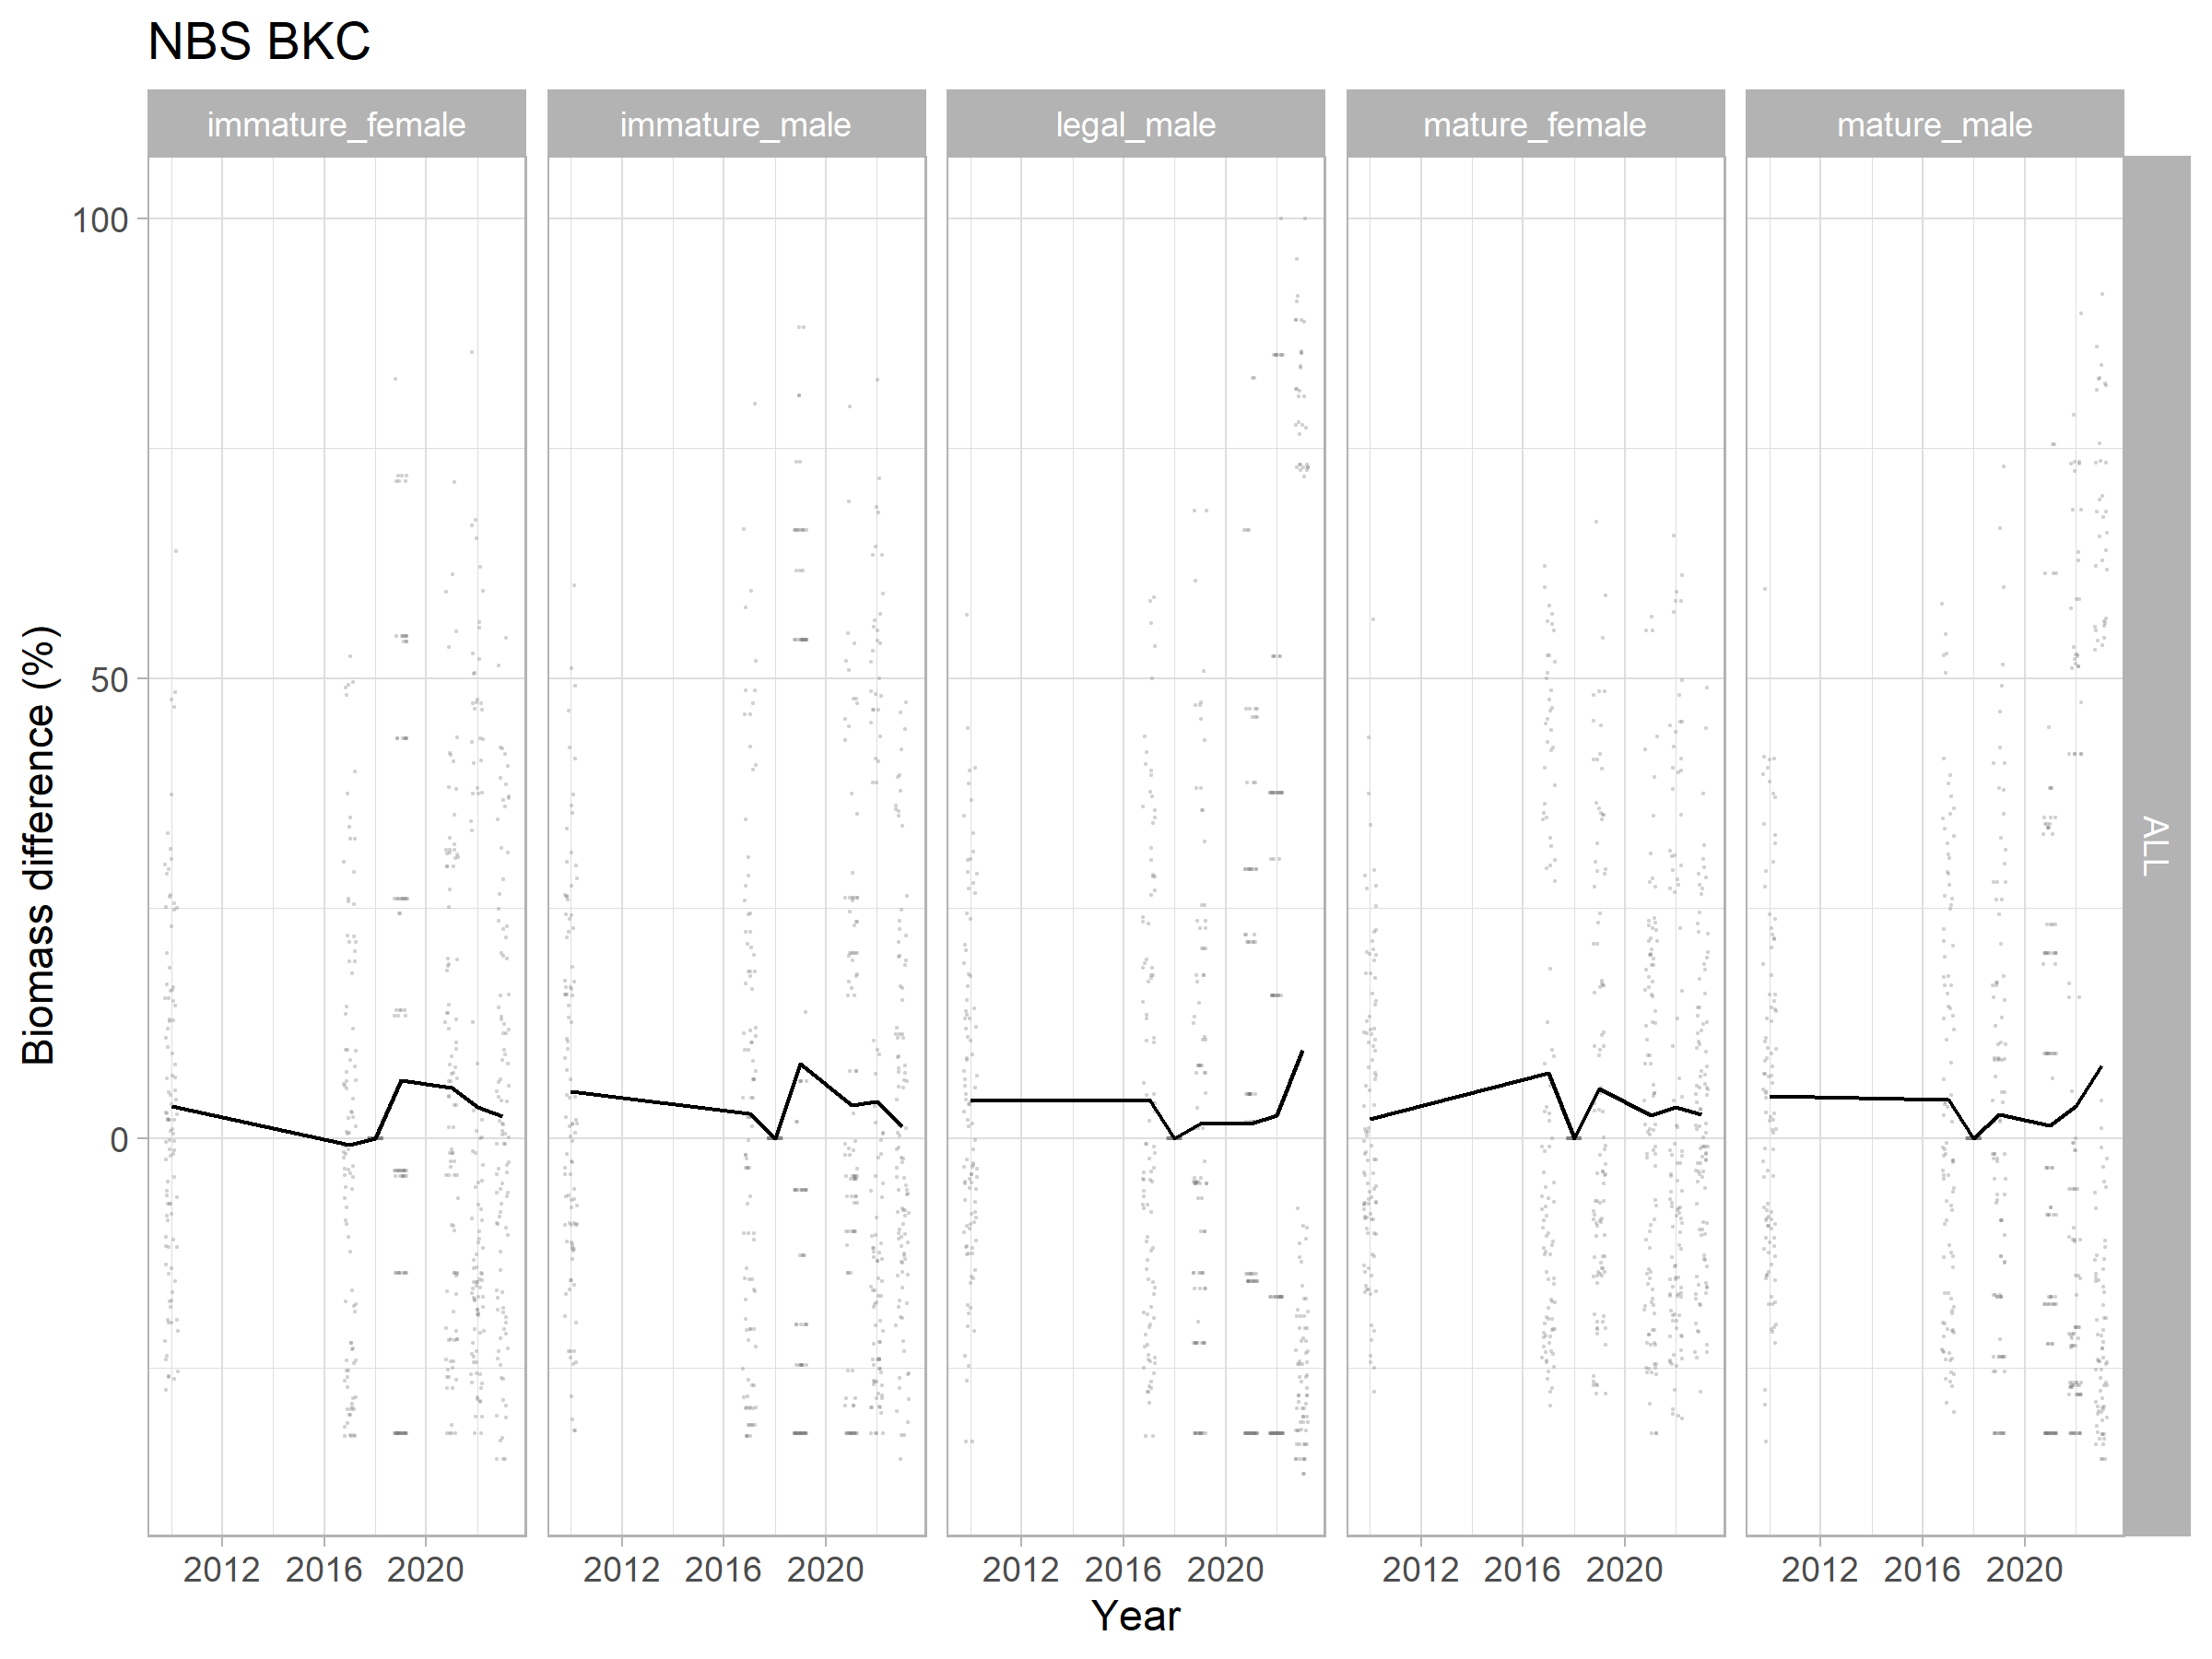 NBS BKC
immature_female immature_male legal_male mature_female mature_male
100
50
0
Biomass difference (%)
ALL
2012 2016 2020 2012 2016 2020 2012 2016 2020 2012 2016 2020 2012 2016 2020
Year